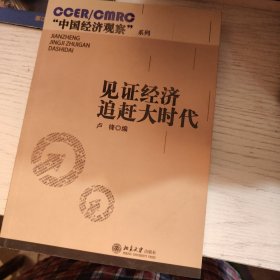 CCER/CMRC
“中国经济观察”系列
JIANZHENG
JINGJI ZHUIGAN
DASHIDAI
见证经济
追赶大时代
卢锋 编
北京大学出版社